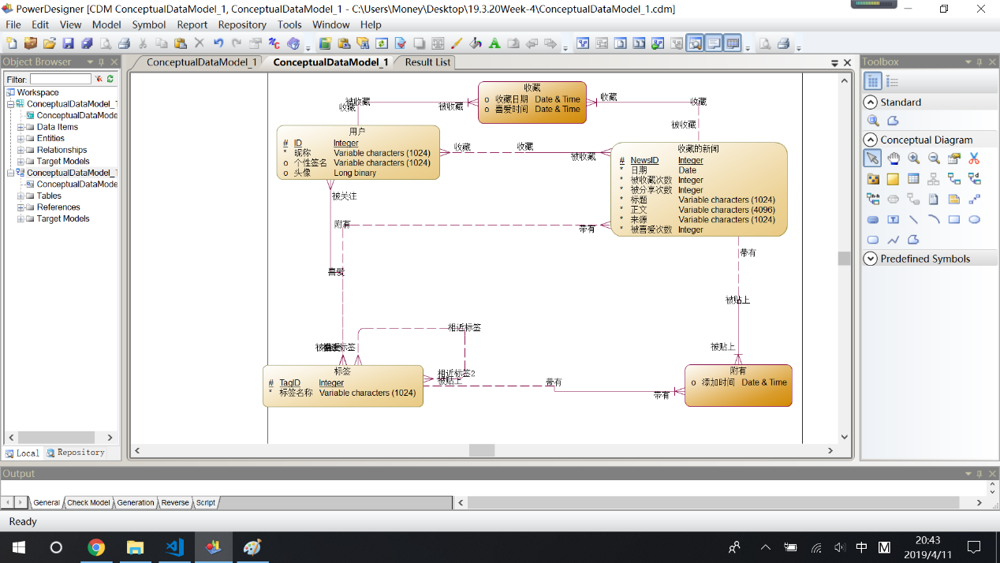 PowerDesigner [CDM ConceptualDataModel_1, ConceptualDataModel_1 - C:\Users\Money\Desktop\19.3.20Week-4\ConceptualDataModel_1.cdm]
File Edit View Model Symbol Report Repository Tools Window Help
Object Browser
Filter:
Workspace
ConceptualDataModel_1
ConceptualDataMode
Data Items
Entities
Relationships
Target Models
ConceptualDataModel_1
ConceptualDataMode
Tables
References
Target Models
Local Repository
ConceptualDataModel_1 ConceptualDataModel_1 Result List
收藏
o 收藏日期 Date & Time
o 喜爱时间 Date & Time
被收藏
收藏
被收藏
收藏
收藏
被收藏
用户
# ID Integer
* 昵称 Variable characters (1024)
o 个性签名 Variable characters (1024)
o 头像 Long binary
收藏
收藏
被收藏
收藏的新闻
# NewsID Integer
* 日期 Date
* 被收藏次数 Integer
* 被分享次数 Integer
* 标题 Variable characters (1024)
* 正文 Variable characters (4096)
* 来源 Variable characters (1024)
* 被喜爱次数 Integer
被关注
附有
带有
喜爱
带有
被贴上
被贴上
相近标签
相近标签2
被贴上
标签
# TagID Integer
* 标签名称 Variable characters (1024)
带有
带有
附有
o 添加时间 Date & Time
Toolbox
Standard
Conceptual Diagram
Predefined Symbols
Output
General Check Model Generation Reverse Script
Ready
中
M
20:43
2019/4/11